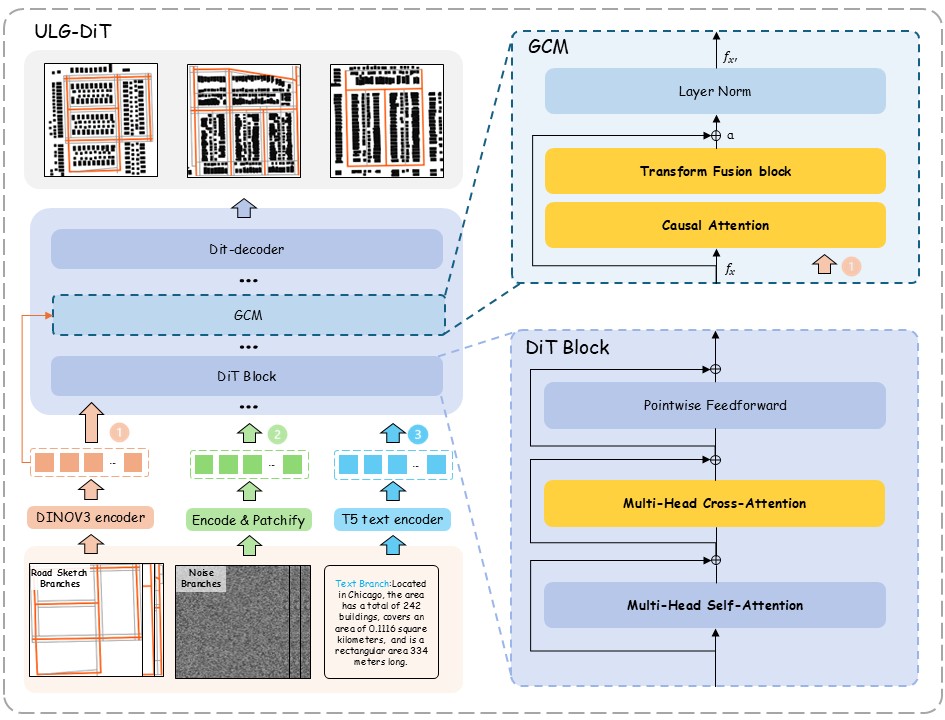 ULG-DiT
Dit-decoder
...
GCM
...
DiT Block
...
1
2
3
...
...
...
DINOV3 encoder
Encode & Patchify
T5 text encoder
Road Sketch
Branches
Noise
Branches
Text Branch:Located
in Chicago, the area
has a total of 242
buildings, covers an
area of 0.1116 square
kilometers, and is a
rectangular area 334
meters long.
GCM
fx'
Layer Norm
a
Transform Fusion block
Causal Attention
fx
1
DiT Block
Pointwise Feedforward
Multi-Head Cross-Attention
Multi-Head Self-Attention